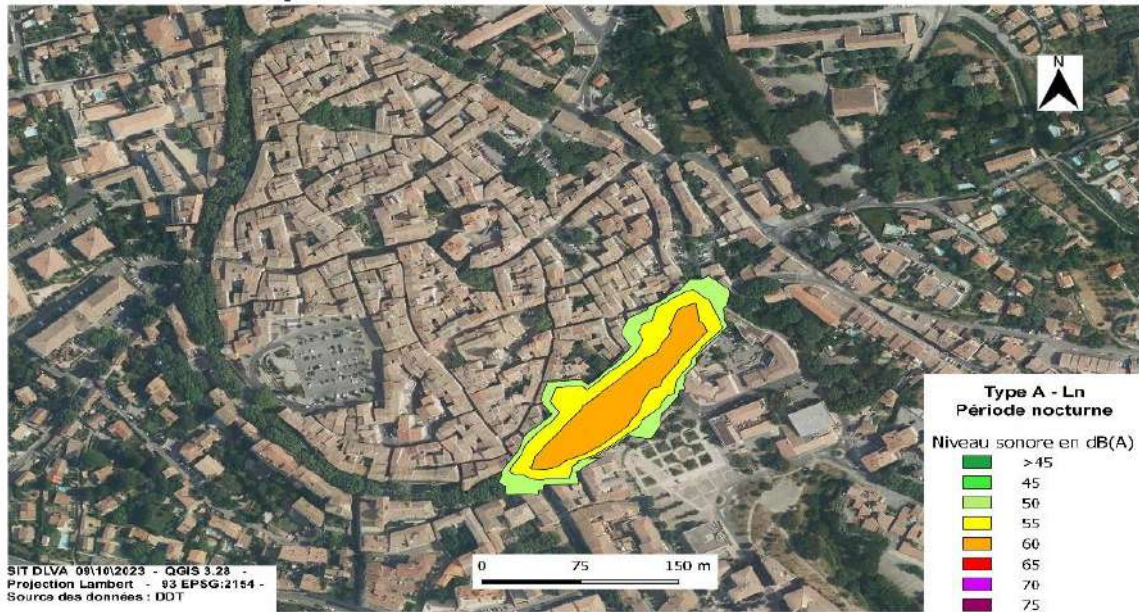 N
Type A - Ln
Période nocturne
Niveau sonore en dB(A)
>45
45
50
55
60
65
70
75
0 75 150 m
SIT DLVA 09\10\2023 - QGIS 3.28 -
Projection Lambert - 93 EPSG:2154 -
Source des données : DDT